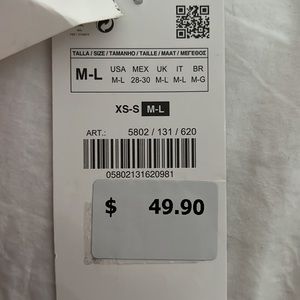 TALLA / SIZE / TAMANHO / TAILLE / MAAT / ΜΕΓΕΘΟΣ
M-L
USA MEX UK IT BR
M-L 28-30 M-L M-L M-G
XS-S M-L
ART.: 5802 / 131 / 620
05802131620981
$ 49.90